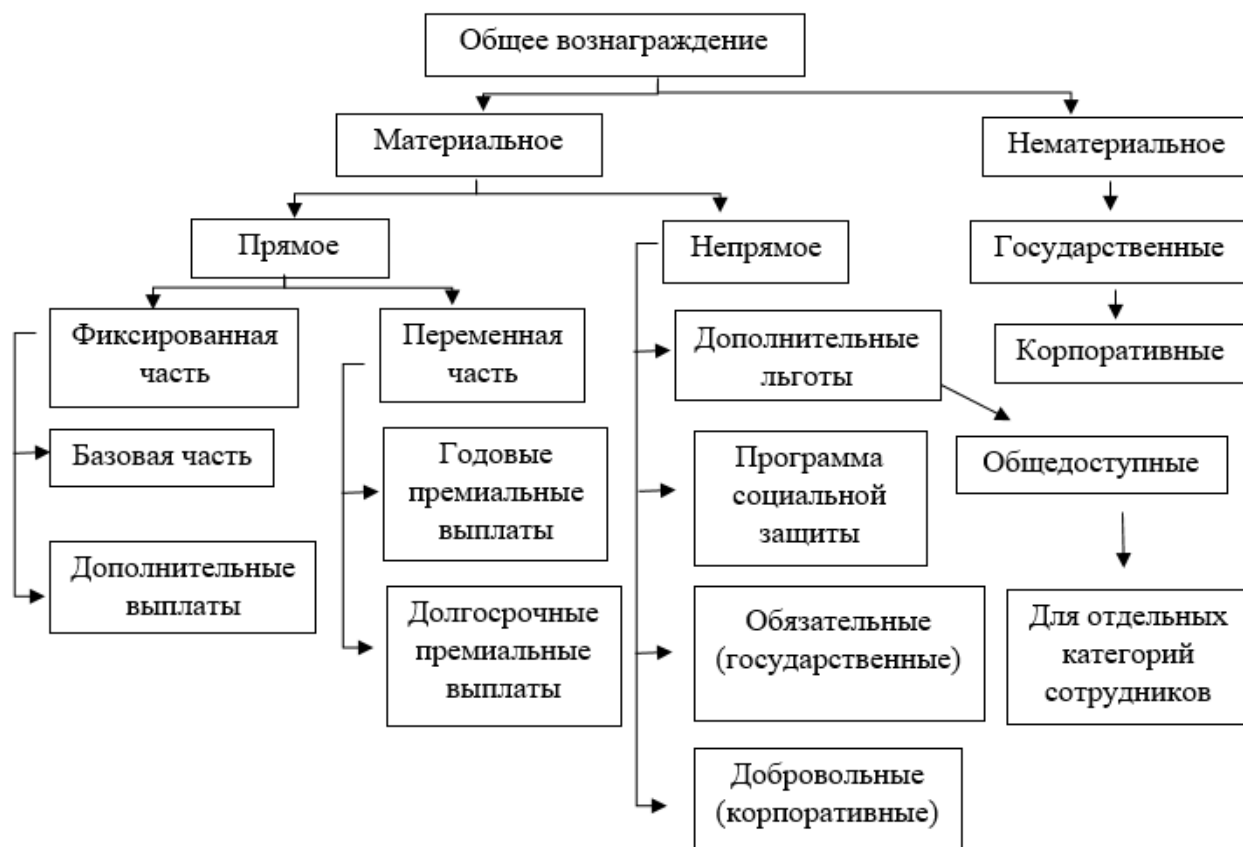 Общее вознаграждение
Материальное
Нематериальное
Прямое
Непрямое
Государственные
Фиксированная
часть
Переменная
часть
Дополнительные
льготы
Корпоративные
Базовая часть
Годовые
премиальные
выплаты
Программа
социальной
защиты
Общедоступные
Дополнительные
выплаты
Долгосрочные
премиальные
выплаты
Обязательные
(государственные)
Для отдельных
категорий
сотрудников
Добровольные
(корпоративные)